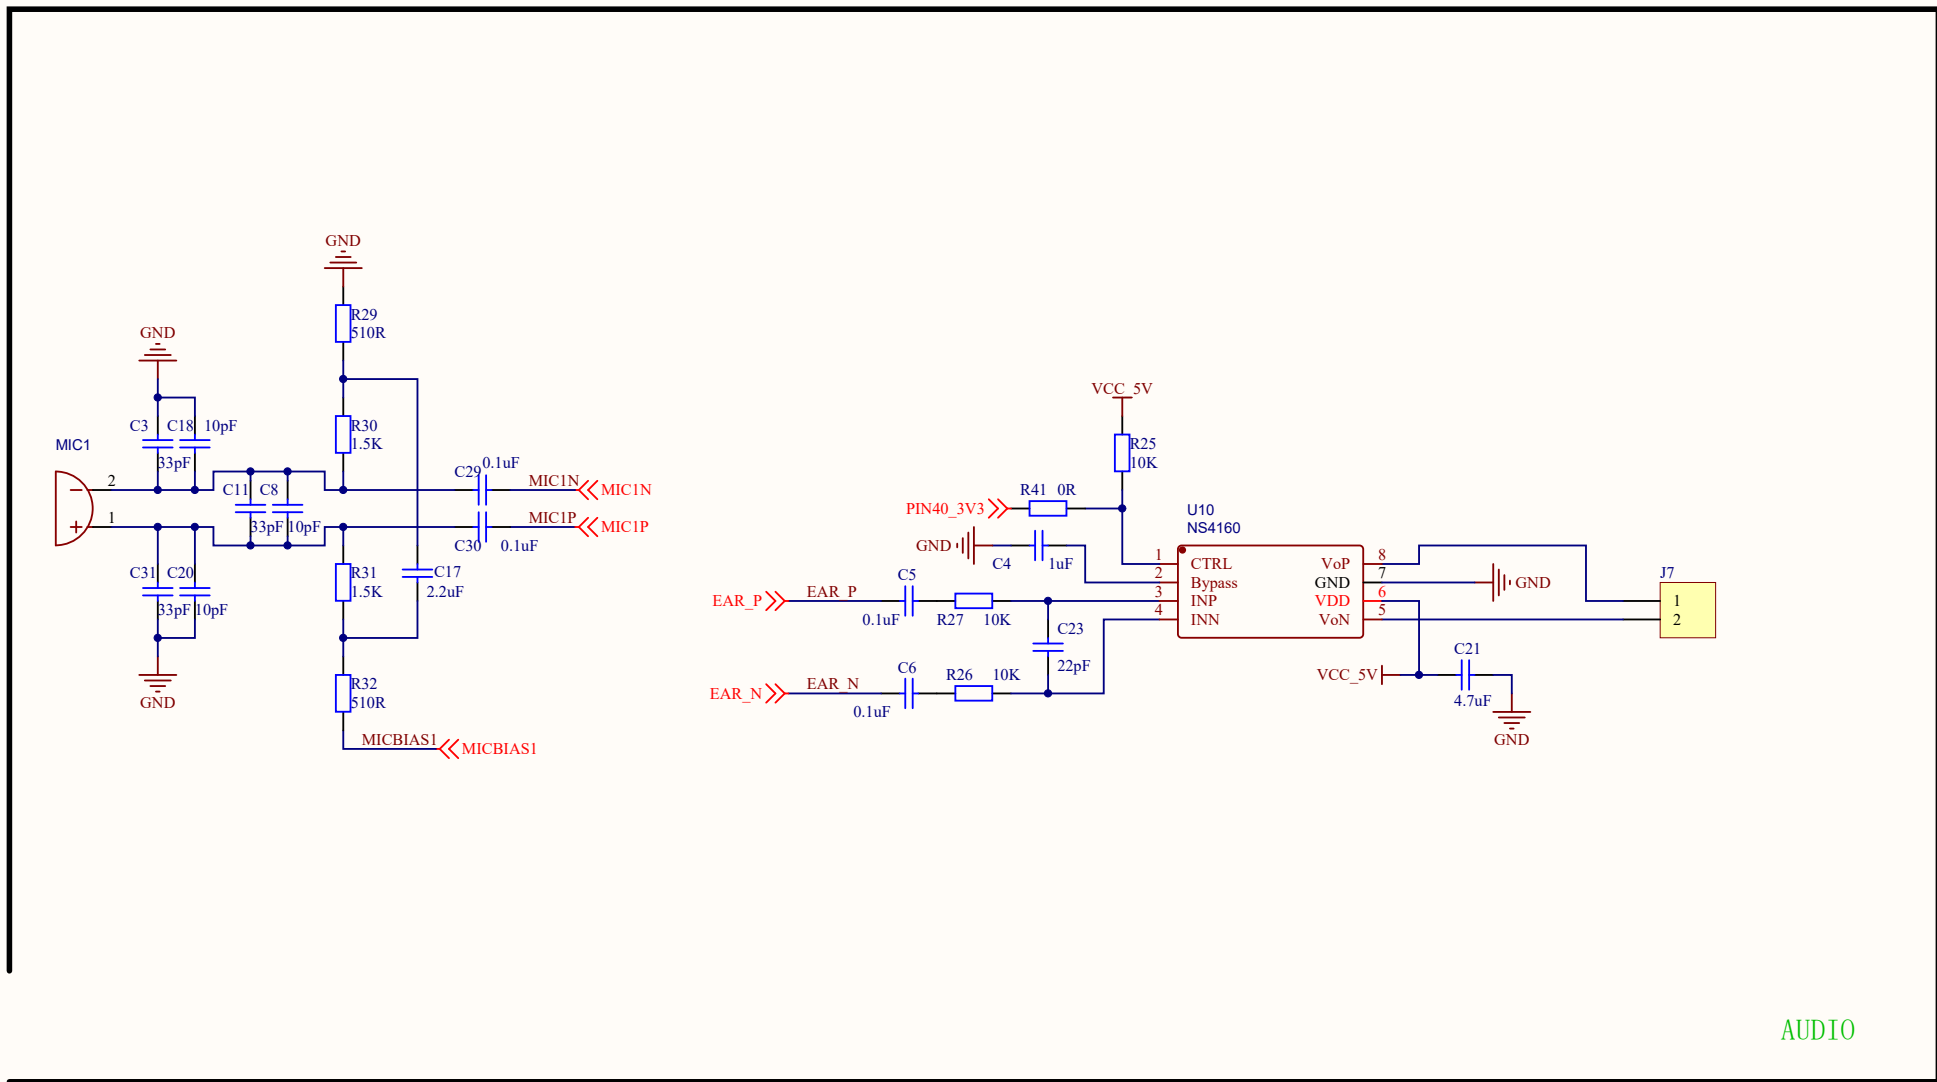 GND
R29
510R
GND
R30
1.5K
C3 C18 10pF
33pF
MIC1
2
1
C11 C8
33pF 10pF
C29 0.1uF
MIC1N MIC1N
MIC1P MIC1P
C30 0.1uF
C31 C20
33pF 10pF
GND
R31
1.5K
C17
2.2uF
R32
510R
MICBIAS1 MICBIAS1
VCC_5V
R25
10K
R41 0R
PIN40_3V3
GND
C4 1uF
EAR_P EAR_P
C5
0.1uF
R27 10K
C23
22pF
EAR_N EAR_N
C6
0.1uF
R26 10K
U10
NS4160
1 CTRL VoP 8
2 Bypass GND 7
3 INP VDD 6
4 INN VoN 5
GND
J7
1
2
VCC_5V
C21
4.7uF
GND
AUDIO